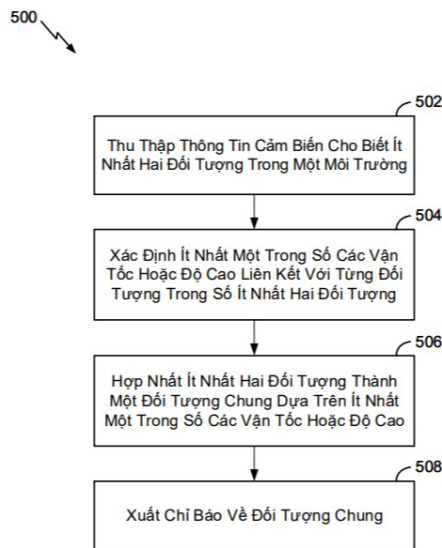 500
502
Thu Thập Thông Tin Cảm Biến Cho Biết Ít
Nhất Hai Đối Tượng Trong Một Môi Trường
504
Xác Định Ít Nhất Một Trong Số Các Vận
Tốc Hoặc Độ Cao Liên Kết Với Từng Đối
Tượng Trong Số Ít Nhất Hai Đối Tượng
506
Hợp Nhất Ít Nhất Hai Đối Tượng Thành
Một Đối Tượng Chung Dựa Trên Ít Nhất
Một Trong Số Các Vận Tốc Hoặc Độ Cao
508
Xuất Chỉ Báo Về Đối Tượng Chung